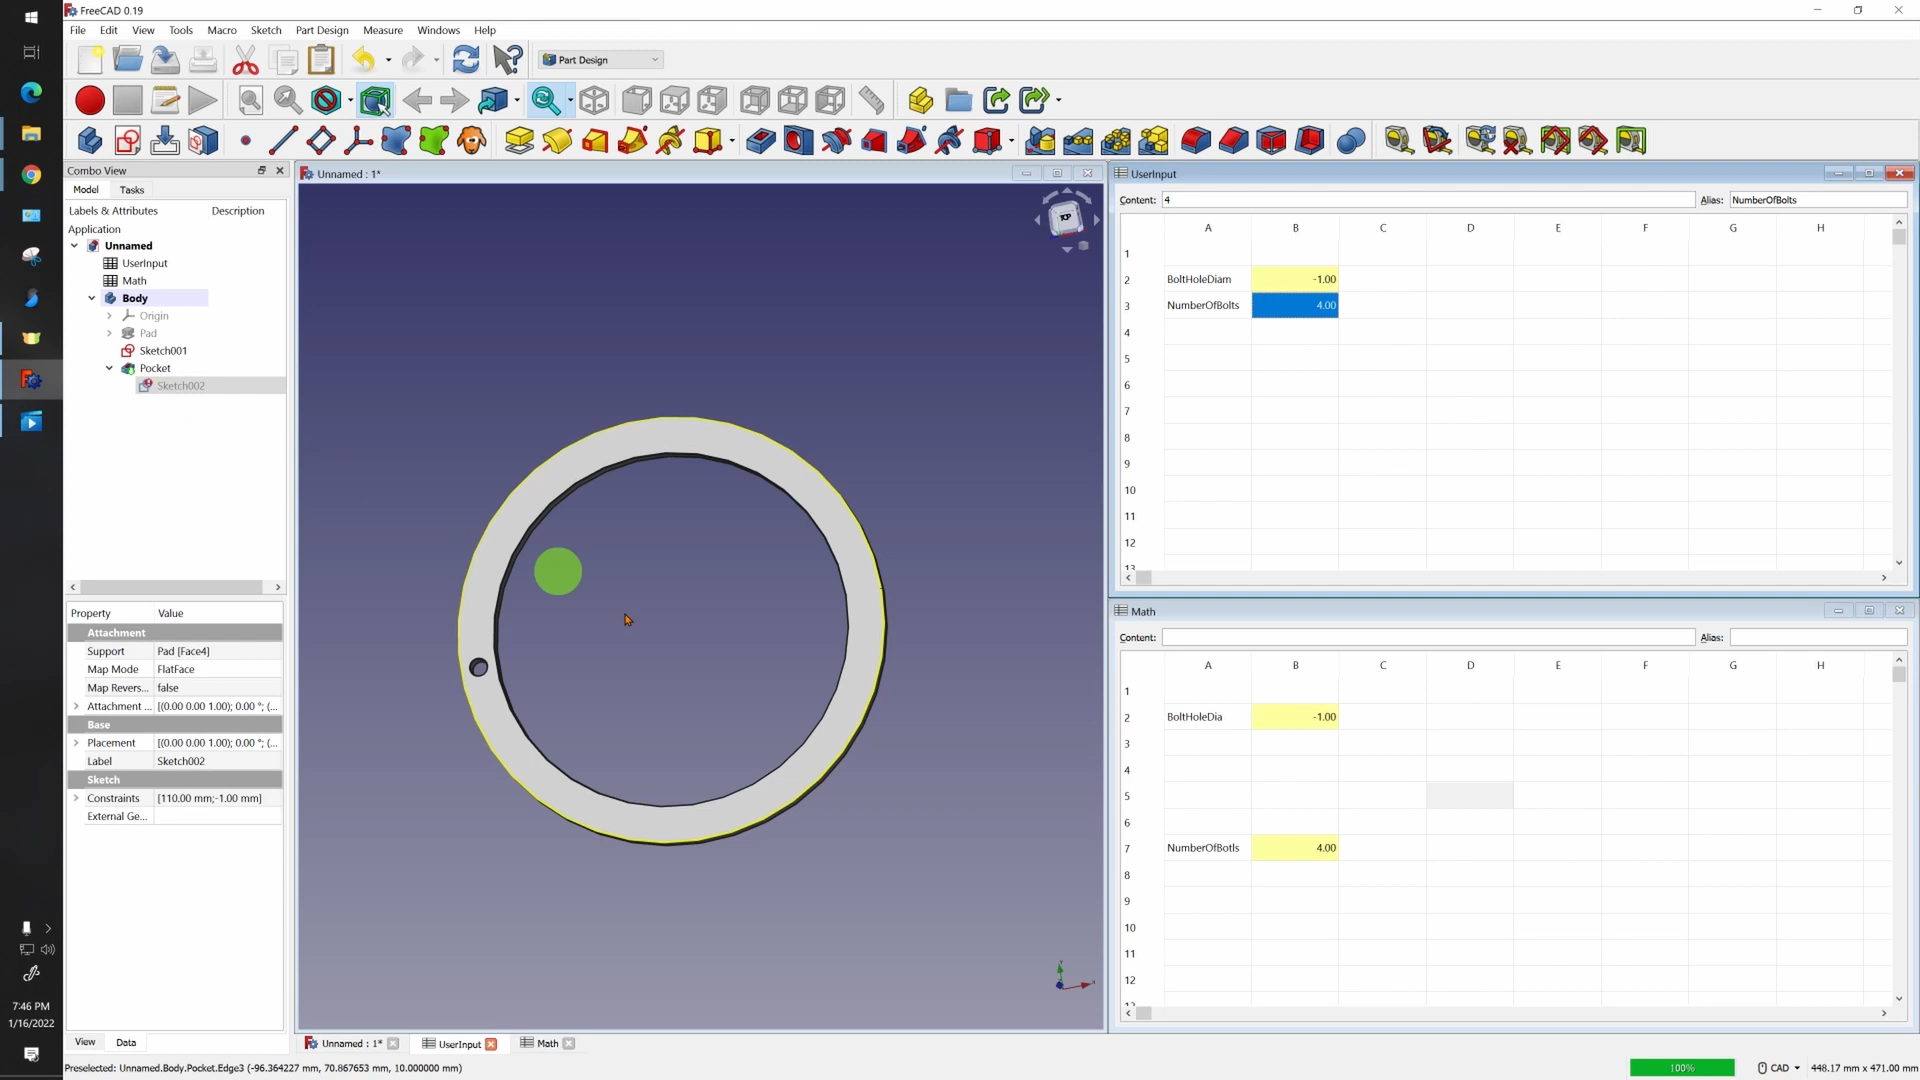 FreeCAD 0.19
File Edit View Tools Macro Sketch Part Design Measure Windows Help
Part Design
Combo View
Model Tasks
Labels & Attributes Description
Application
Unnamed
UserInput
Math
Body
Origin
Pad
Sketch001
Pocket
Sketch002
Property Value
Attachment
Support Pad [Face4]
Map Mode FlatFace
Map Revers... false
Attachment ... [(0.00 0.00 1.00); 0.00 °; (...
Base
Placement [(0.00 0.00 1.00); 0.00 °; (...
Label Sketch002
Sketch
Constraints [110.00 mm;-1.00 mm]
External Ge...
View Data
Unnamed : 1*
TOP
UserInput
Content: 4 Alias: NumberOfBolts
A B C D E F G H
1
2 BoltHoleDiam -1.00
3 NumberOfBolts 4.00
4
5
6
7
8
9
10
11
12
13
Math
Content: Alias:
A B C D E F G H
1
2 BoltHoleDia -1.00
3
4
5
6
7 NumberOfBotls 4.00
8
9
10
11
12
Unnamed : 1* UserInput Math
7:46 PM
1/16/2022
Preselected: Unnamed.Body.Pocket.Edge3 (-96.364227 mm, 70.867653 mm, 10.000000 mm) 100% CAD 448.17 mm x 471.00 mm